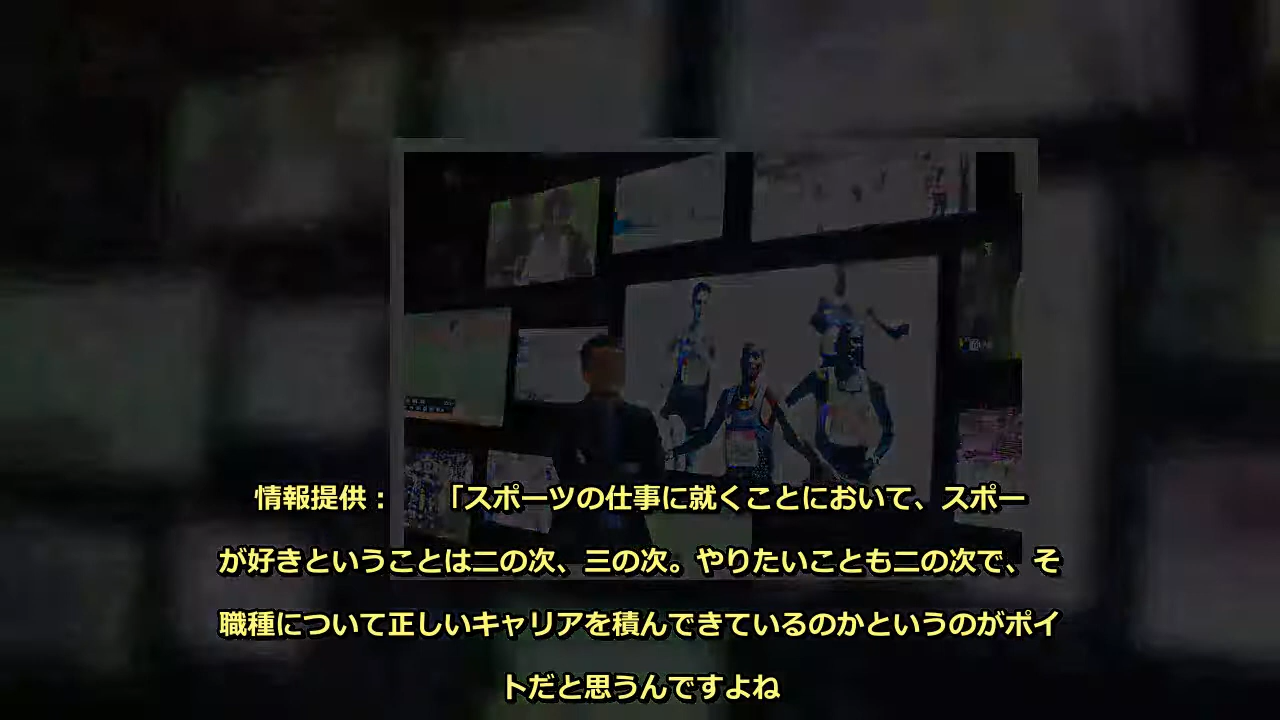 情報提供： 「スポーツの仕事に就くことにおいて、スポー
が好きということは二の次、三の次。やりたいことも二の次で、そ
職種について正しいキャリアを積んできているのかというのがポイ
トだと思うんですよね